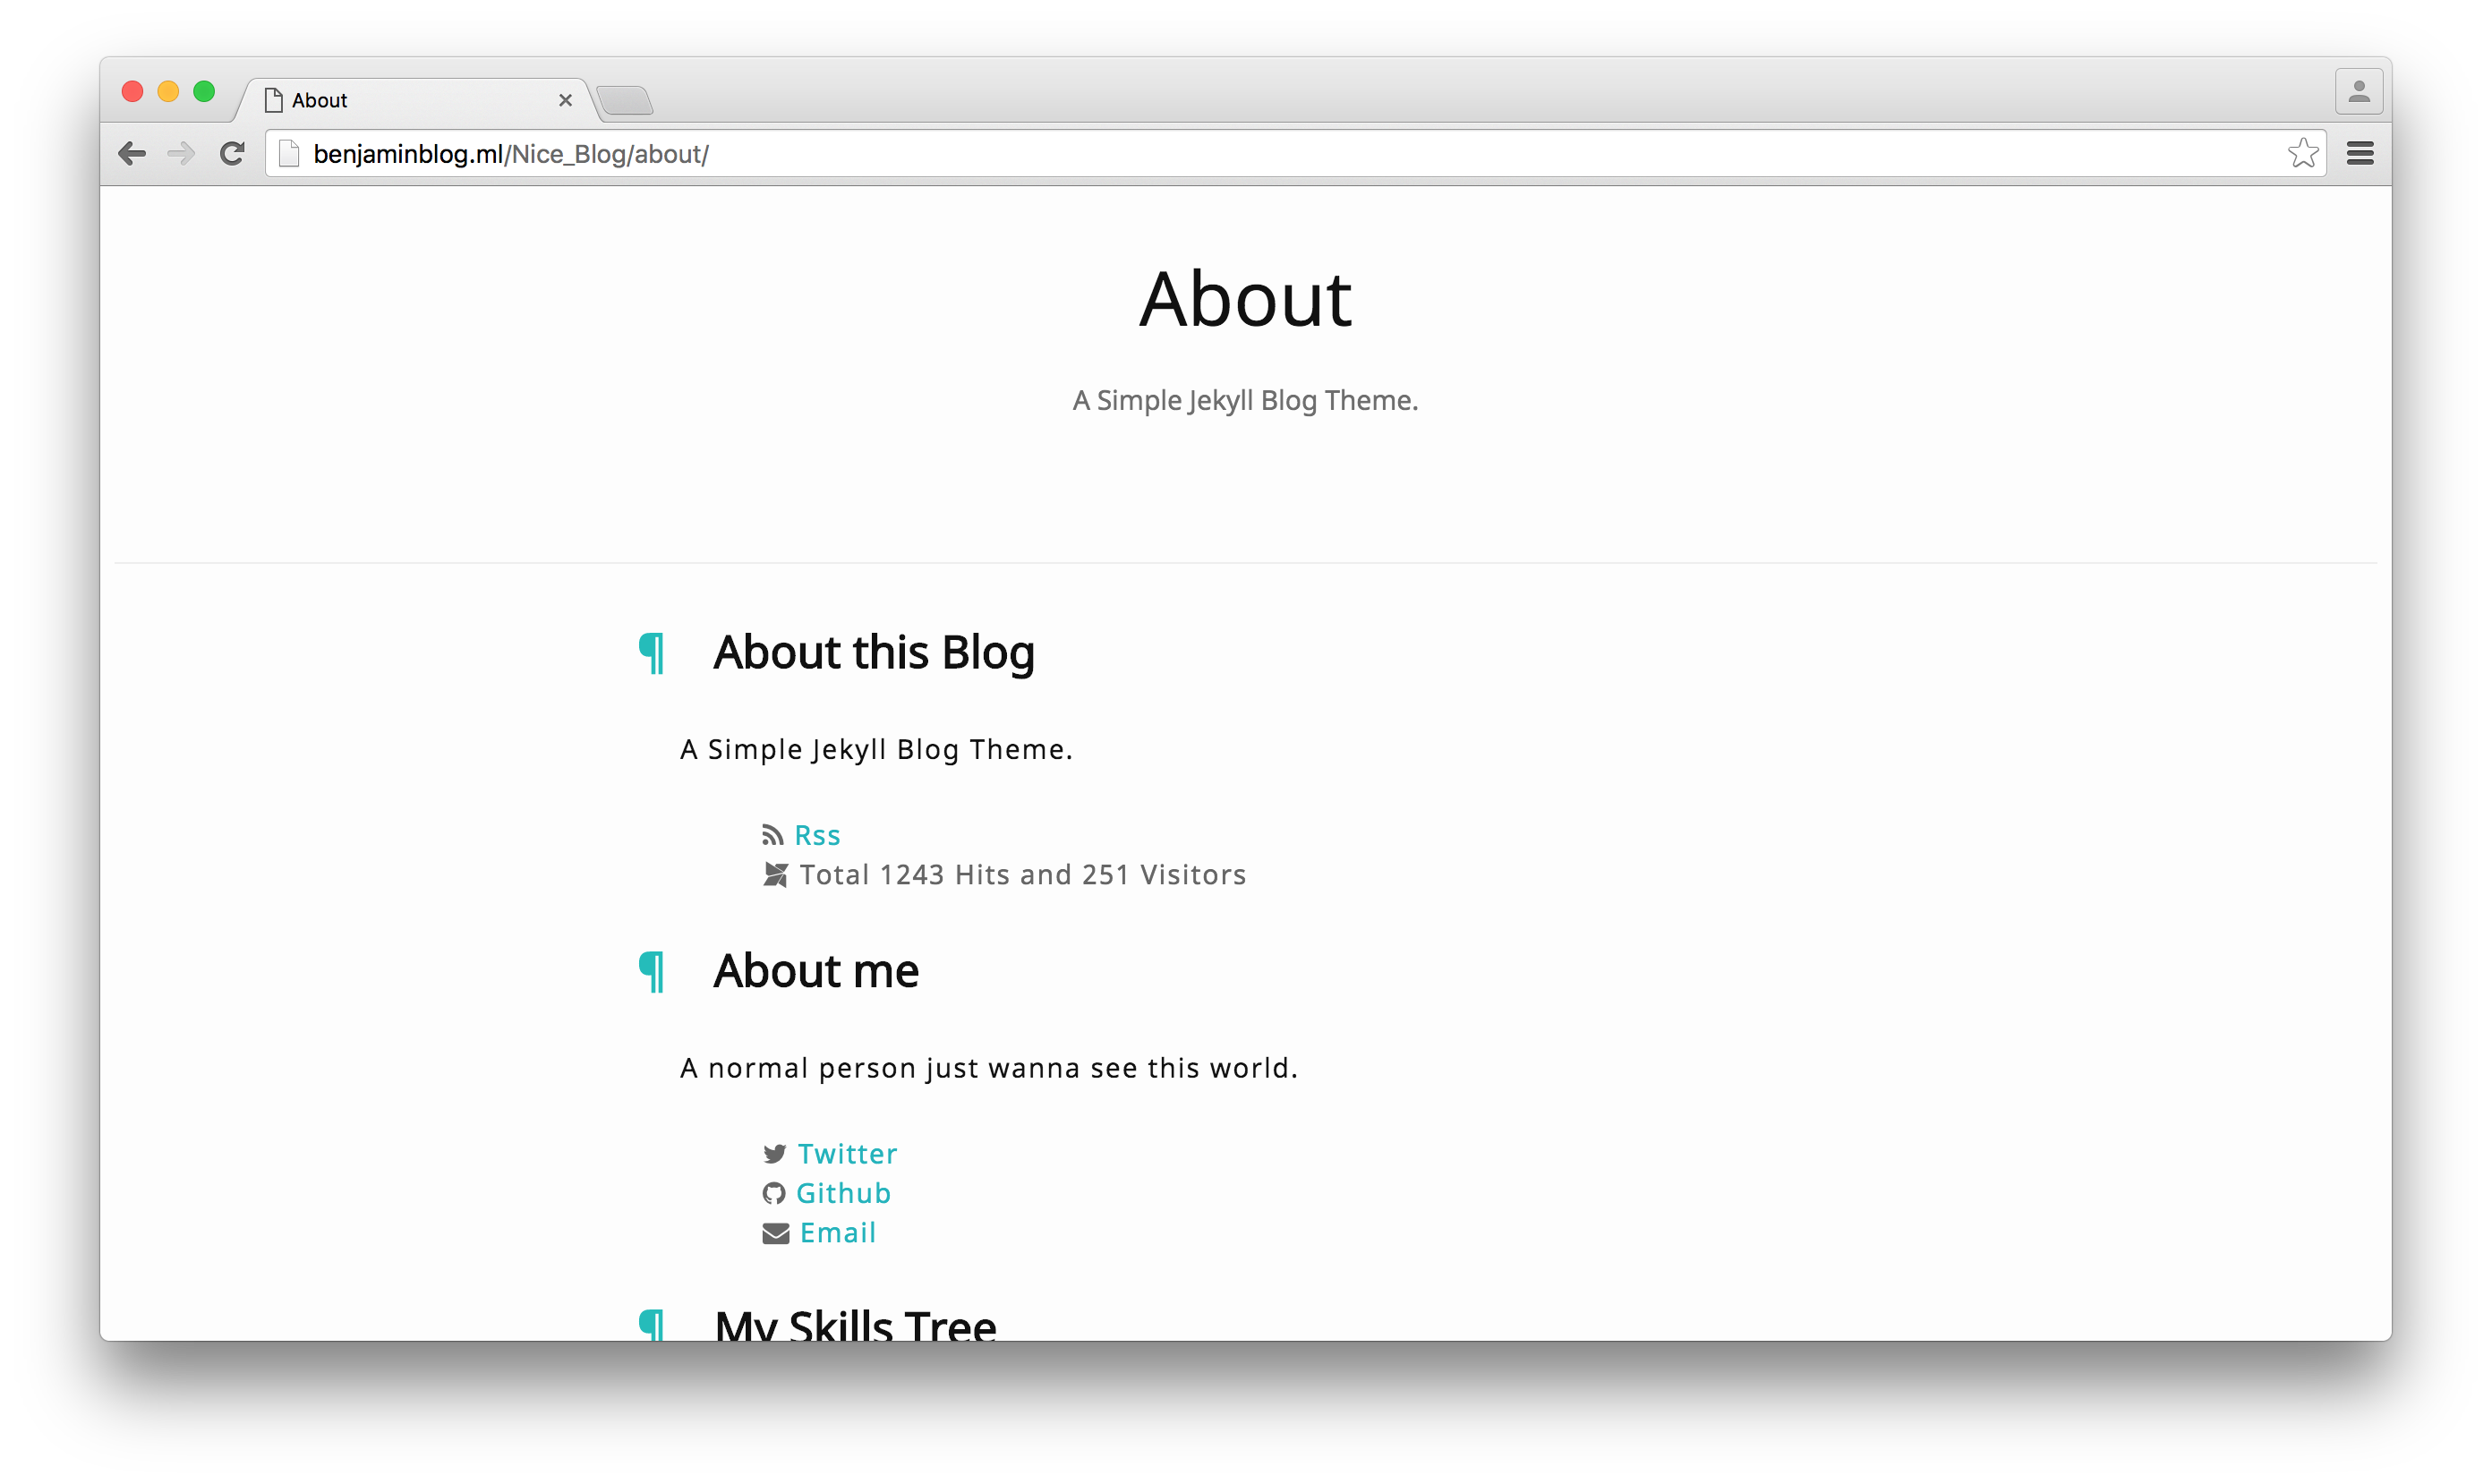 About
benjaminblog.ml/Nice_Blog/about/
About
A Simple Jekyll Blog Theme.
¶ About this Blog
A Simple Jekyll Blog Theme.
Rss
Total 1243 Hits and 251 Visitors
¶ About me
A normal person just wanna see this world.
Twitter
Github
Email
¶ My Skills Tree